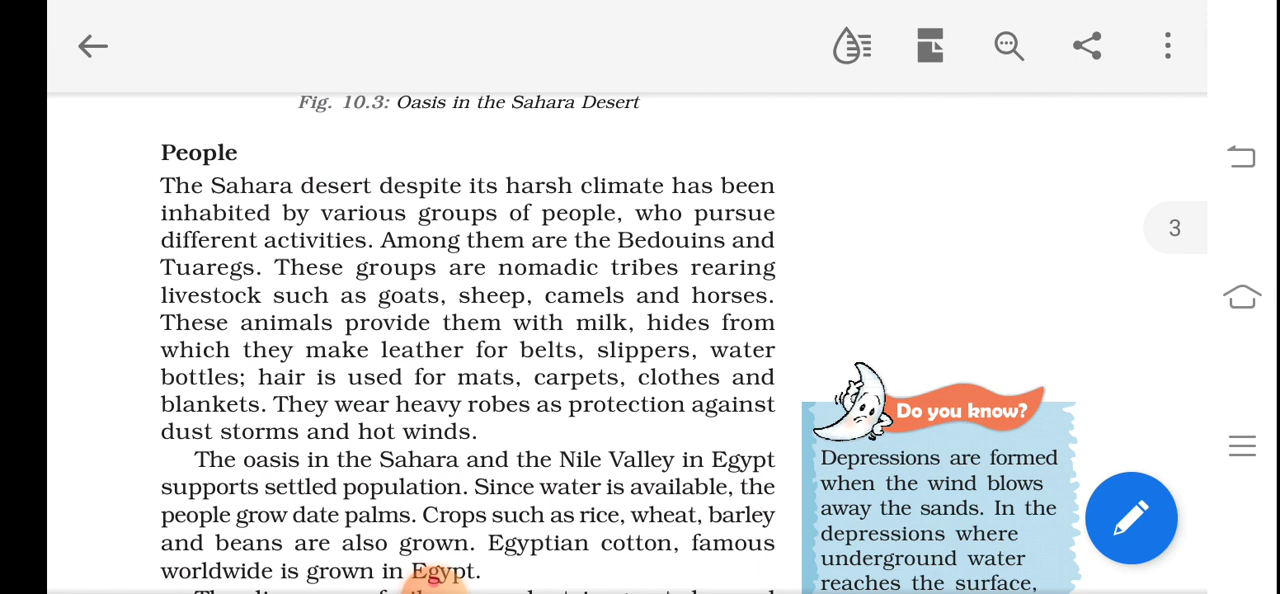 Fig. 10.3: Oasis in the Sahara Desert
People
The Sahara desert despite its harsh climate has been
inhabited by various groups of people, who pursue
different activities. Among them are the Bedouins and
Tuaregs. These groups are nomadic tribes rearing
livestock such as goats, sheep, camels and horses.
These animals provide them with milk, hides from
which they make leather for belts, slippers, water
bottles; hair is used for mats, carpets, clothes and
blankets. They wear heavy robes as protection against
dust storms and hot winds.
The oasis in the Sahara and the Nile Valley in Egypt
supports settled population. Since water is available, the
people grow date palms. Crops such as rice, wheat, barley
and beans are also grown. Egyptian cotton, famous
worldwide is grown in Egypt.
3
Do you know?
Depressions are formed
when the wind blows
away the sands. In the
depressions where
underground water
reaches the surface,